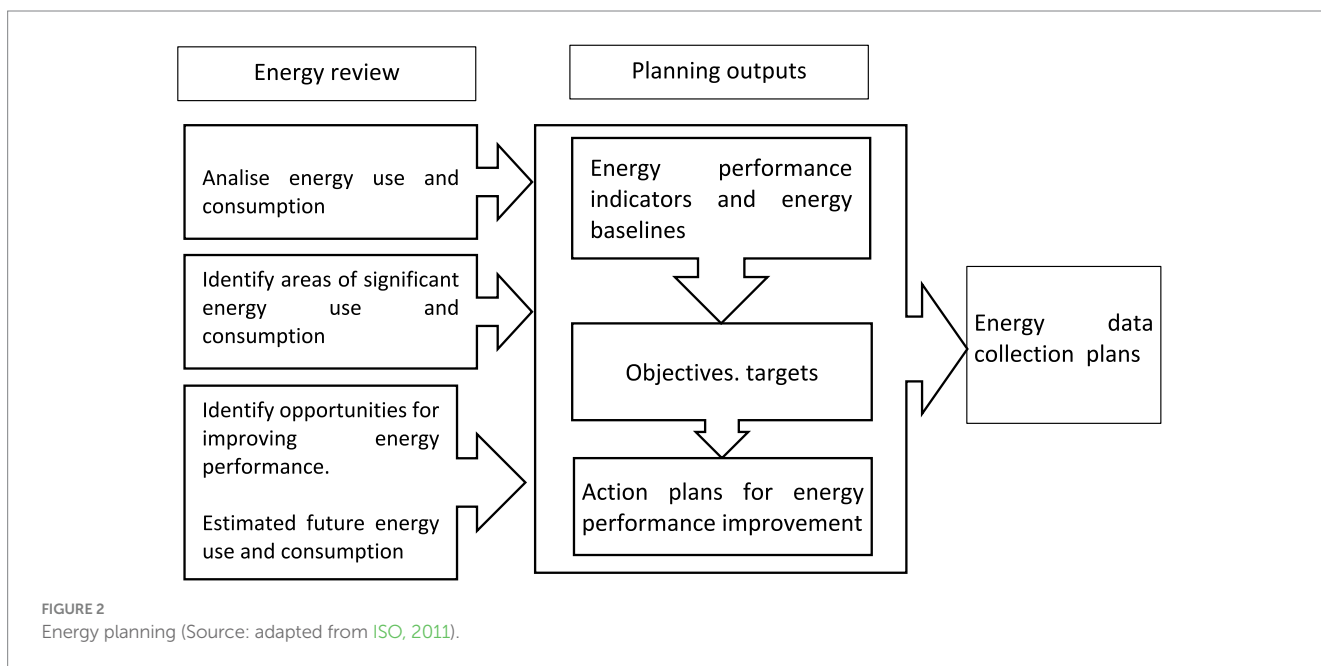 Energy review
Planning outputs
Analise energy use and
consumption
Identify areas of significant
energy use and
consumption
Identify opportunities for
improving energy
performance.
Estimated future energy
use and consumption
Energy performance
indicators and energy
baselines
Objectives. targets
Action plans for energy
performance improvement
Energy data
collection plans
FIGURE 2
Energy planning (Source: adapted from ISO, 2011).